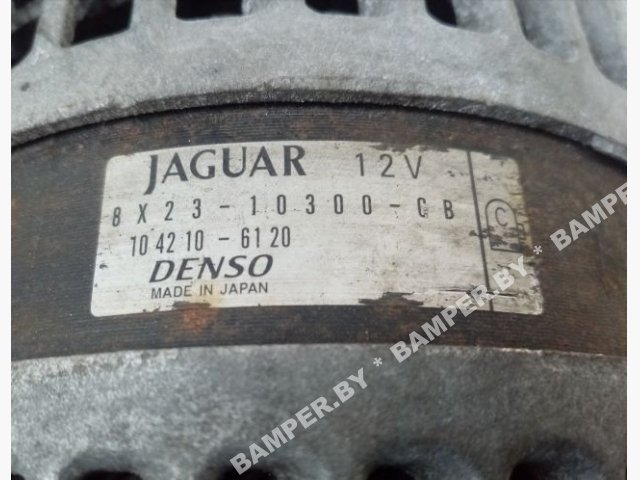 JAGUAR 12V
8X23-10300-CB
104210-6120
DENSO
MADE IN JAPAN
C
BAMPER.BY * BAMPER.BY * BAMPER.BY